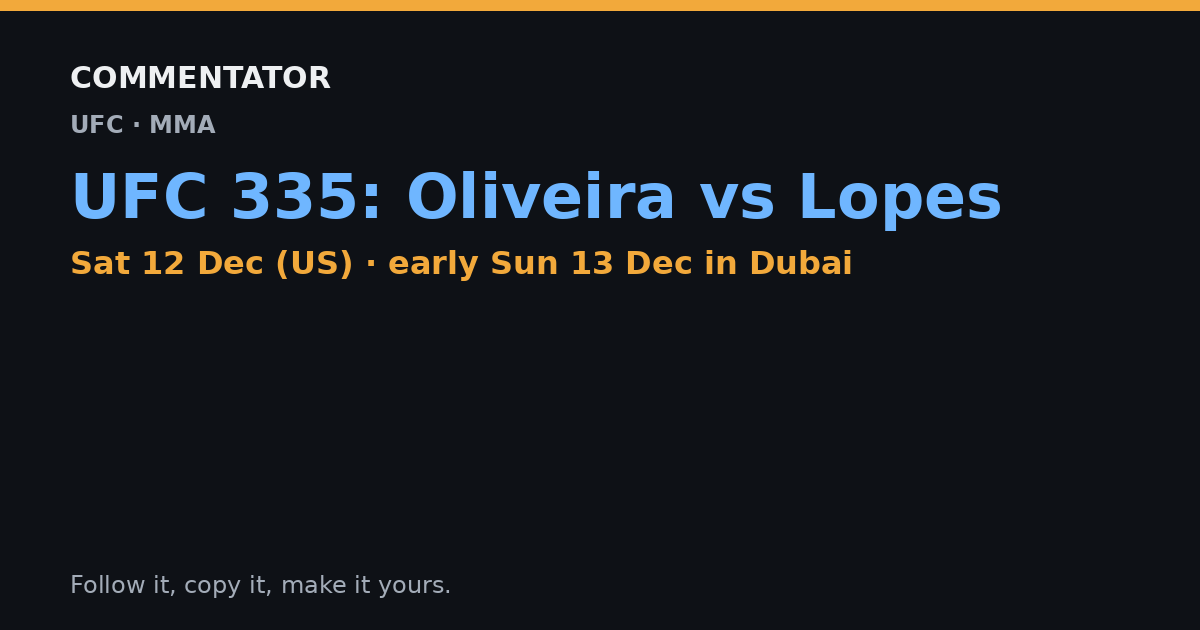 COMMENTATOR
UFC · MMA
UFC 335: Oliveira vs Lopes
Sat 12 Dec (US) · early Sun 13 Dec in Dubai
Follow it, copy it, make it yours.